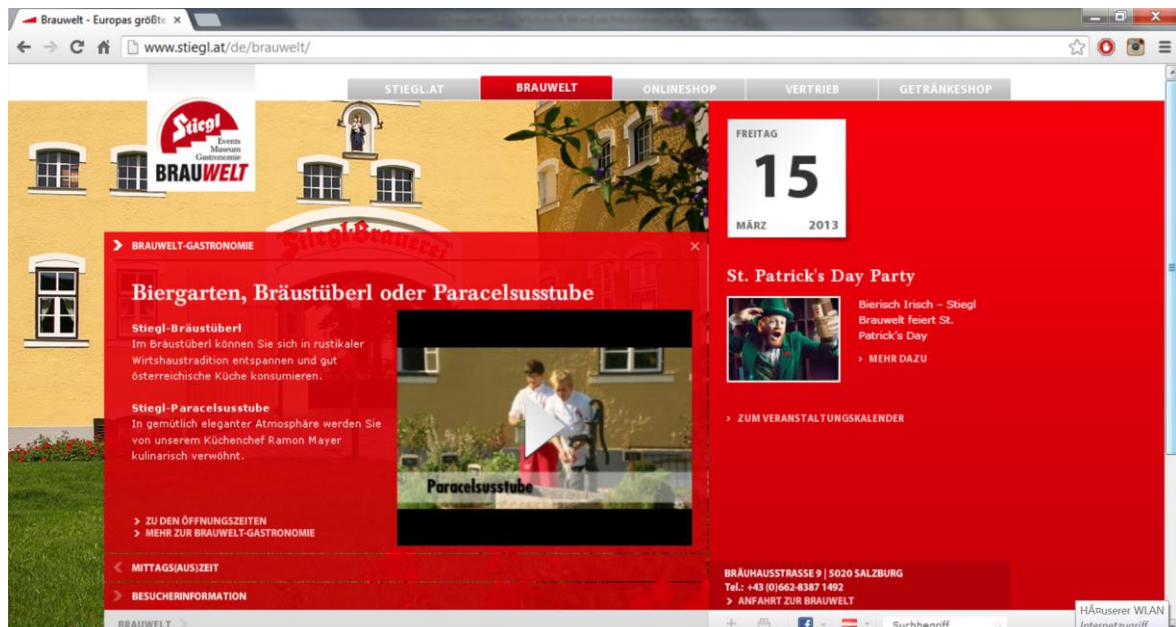 Brauwelt - Europas größte
www.stiegl.at/de/brauwelt/
STIEGL.AT
BRAUWELT
ONLINESHOP
VERTRIEB
GETRÄNKESHOP
Stiegl
Events
Museum
Gastronomie
BRAUWELT
Stiegl-Brauerei
BRAUWELT-GASTRONOMIE
Biergarten, Bräustüberl oder Paracelsusstube
Stiegl-Bräustüberl
Im Bräustüberl können Sie sich in rustikaler
Wirtshaustradition entspannen und gut
österreichische Küche konsumieren.
Stiegl-Paracelsusstube
In gemütlich eleganter Atmosphäre werden Sie
von unserem Küchenchef Ramon Mayer
kulinarisch verwöhnt.
Paracelsusstube
> ZU DEN ÖFFNUNGSZEITEN
> MEHR ZUR BRAUWELT-GASTRONOMIE
MITTAGS(AUS)ZEIT
BESUCHERINFORMATION
BRAUWELT >
FREITAG
15
MÄRZ 2013
St. Patrick's Day Party
Bierisch Irisch – Stiegl
Brauwelt feiert St.
Patrick's Day
> MEHR DAZU
> ZUM VERANSTALTUNGSKALENDER
BRÄUHAUSSTRASSE 9 | 5020 SALZBURG
Tel.: +43 (0)662-8387 1492
> ANFAHRT ZUR BRAUWELT
Suchbegriff
HÃ¤userer WLAN
Internetzugriff